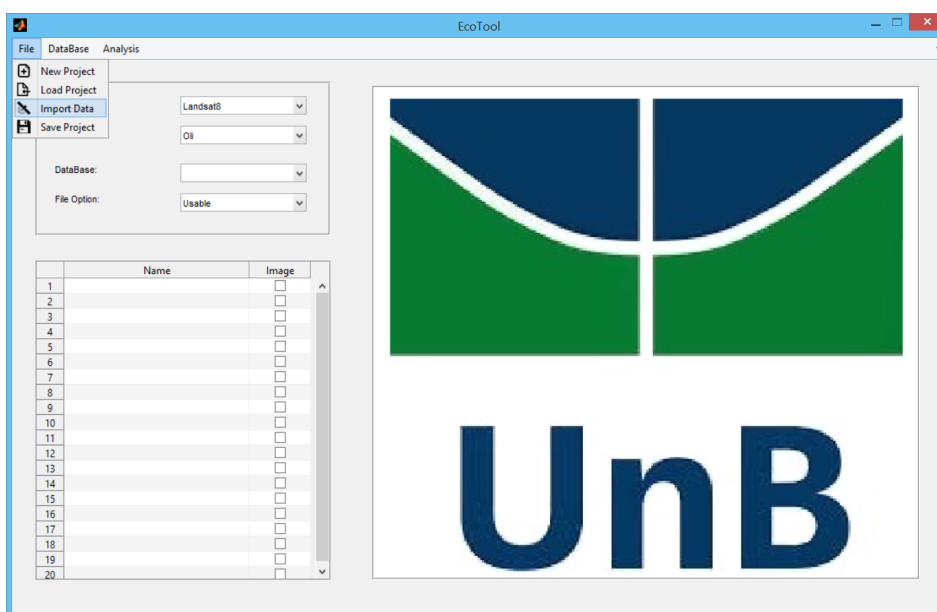 EcoTool
File DataBase Analysis
New Project
Load Project
Import Data
Save Project
Landsat8
Oli
DataBase:
File Option: Usable
Name Image
1
2
3
4
5
6
7
8
9
10
11
12
13
14
15
16
17
18
19
20
UnB